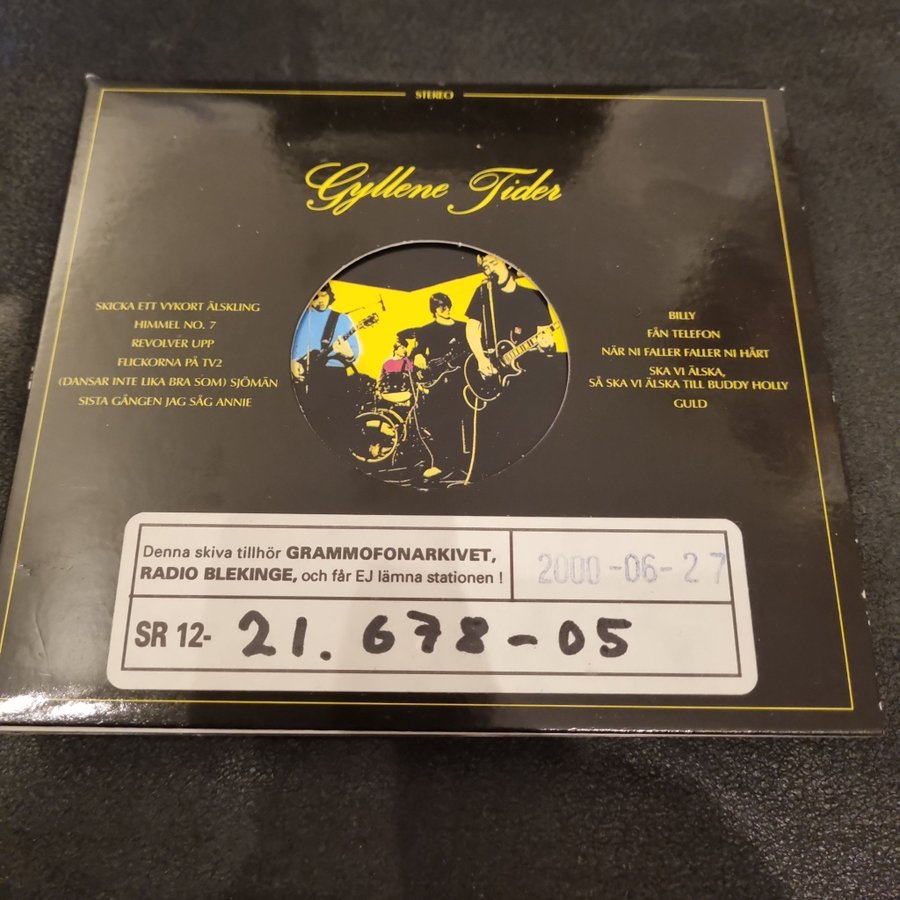 STEREO
Gyllene Tider
SKICKA ETT VYKORT ÄLSKLING
HIMMEL NO. 7
REVOLVER UPP
FLICKORNA PÅ TV2
(DANSAR INTE LIKA BRA SOM) SJÖMÄN
SISTA GÅNGEN JAG SÅG ANNIE
BILLY
FÅN TELEFON
NÄR NI FALLER FALLER NI HÅRT
SKA VI ÄLSKA,
SÅ SKA VI ÄLSKA TILL BUDDY HOLLY
GULD
Denna skiva tillhör GRAMMOFONARKIVET,
RADIO BLEKINGE, och får EJ lämna stationen !
2000-06-27
SR 12- 21.678-05